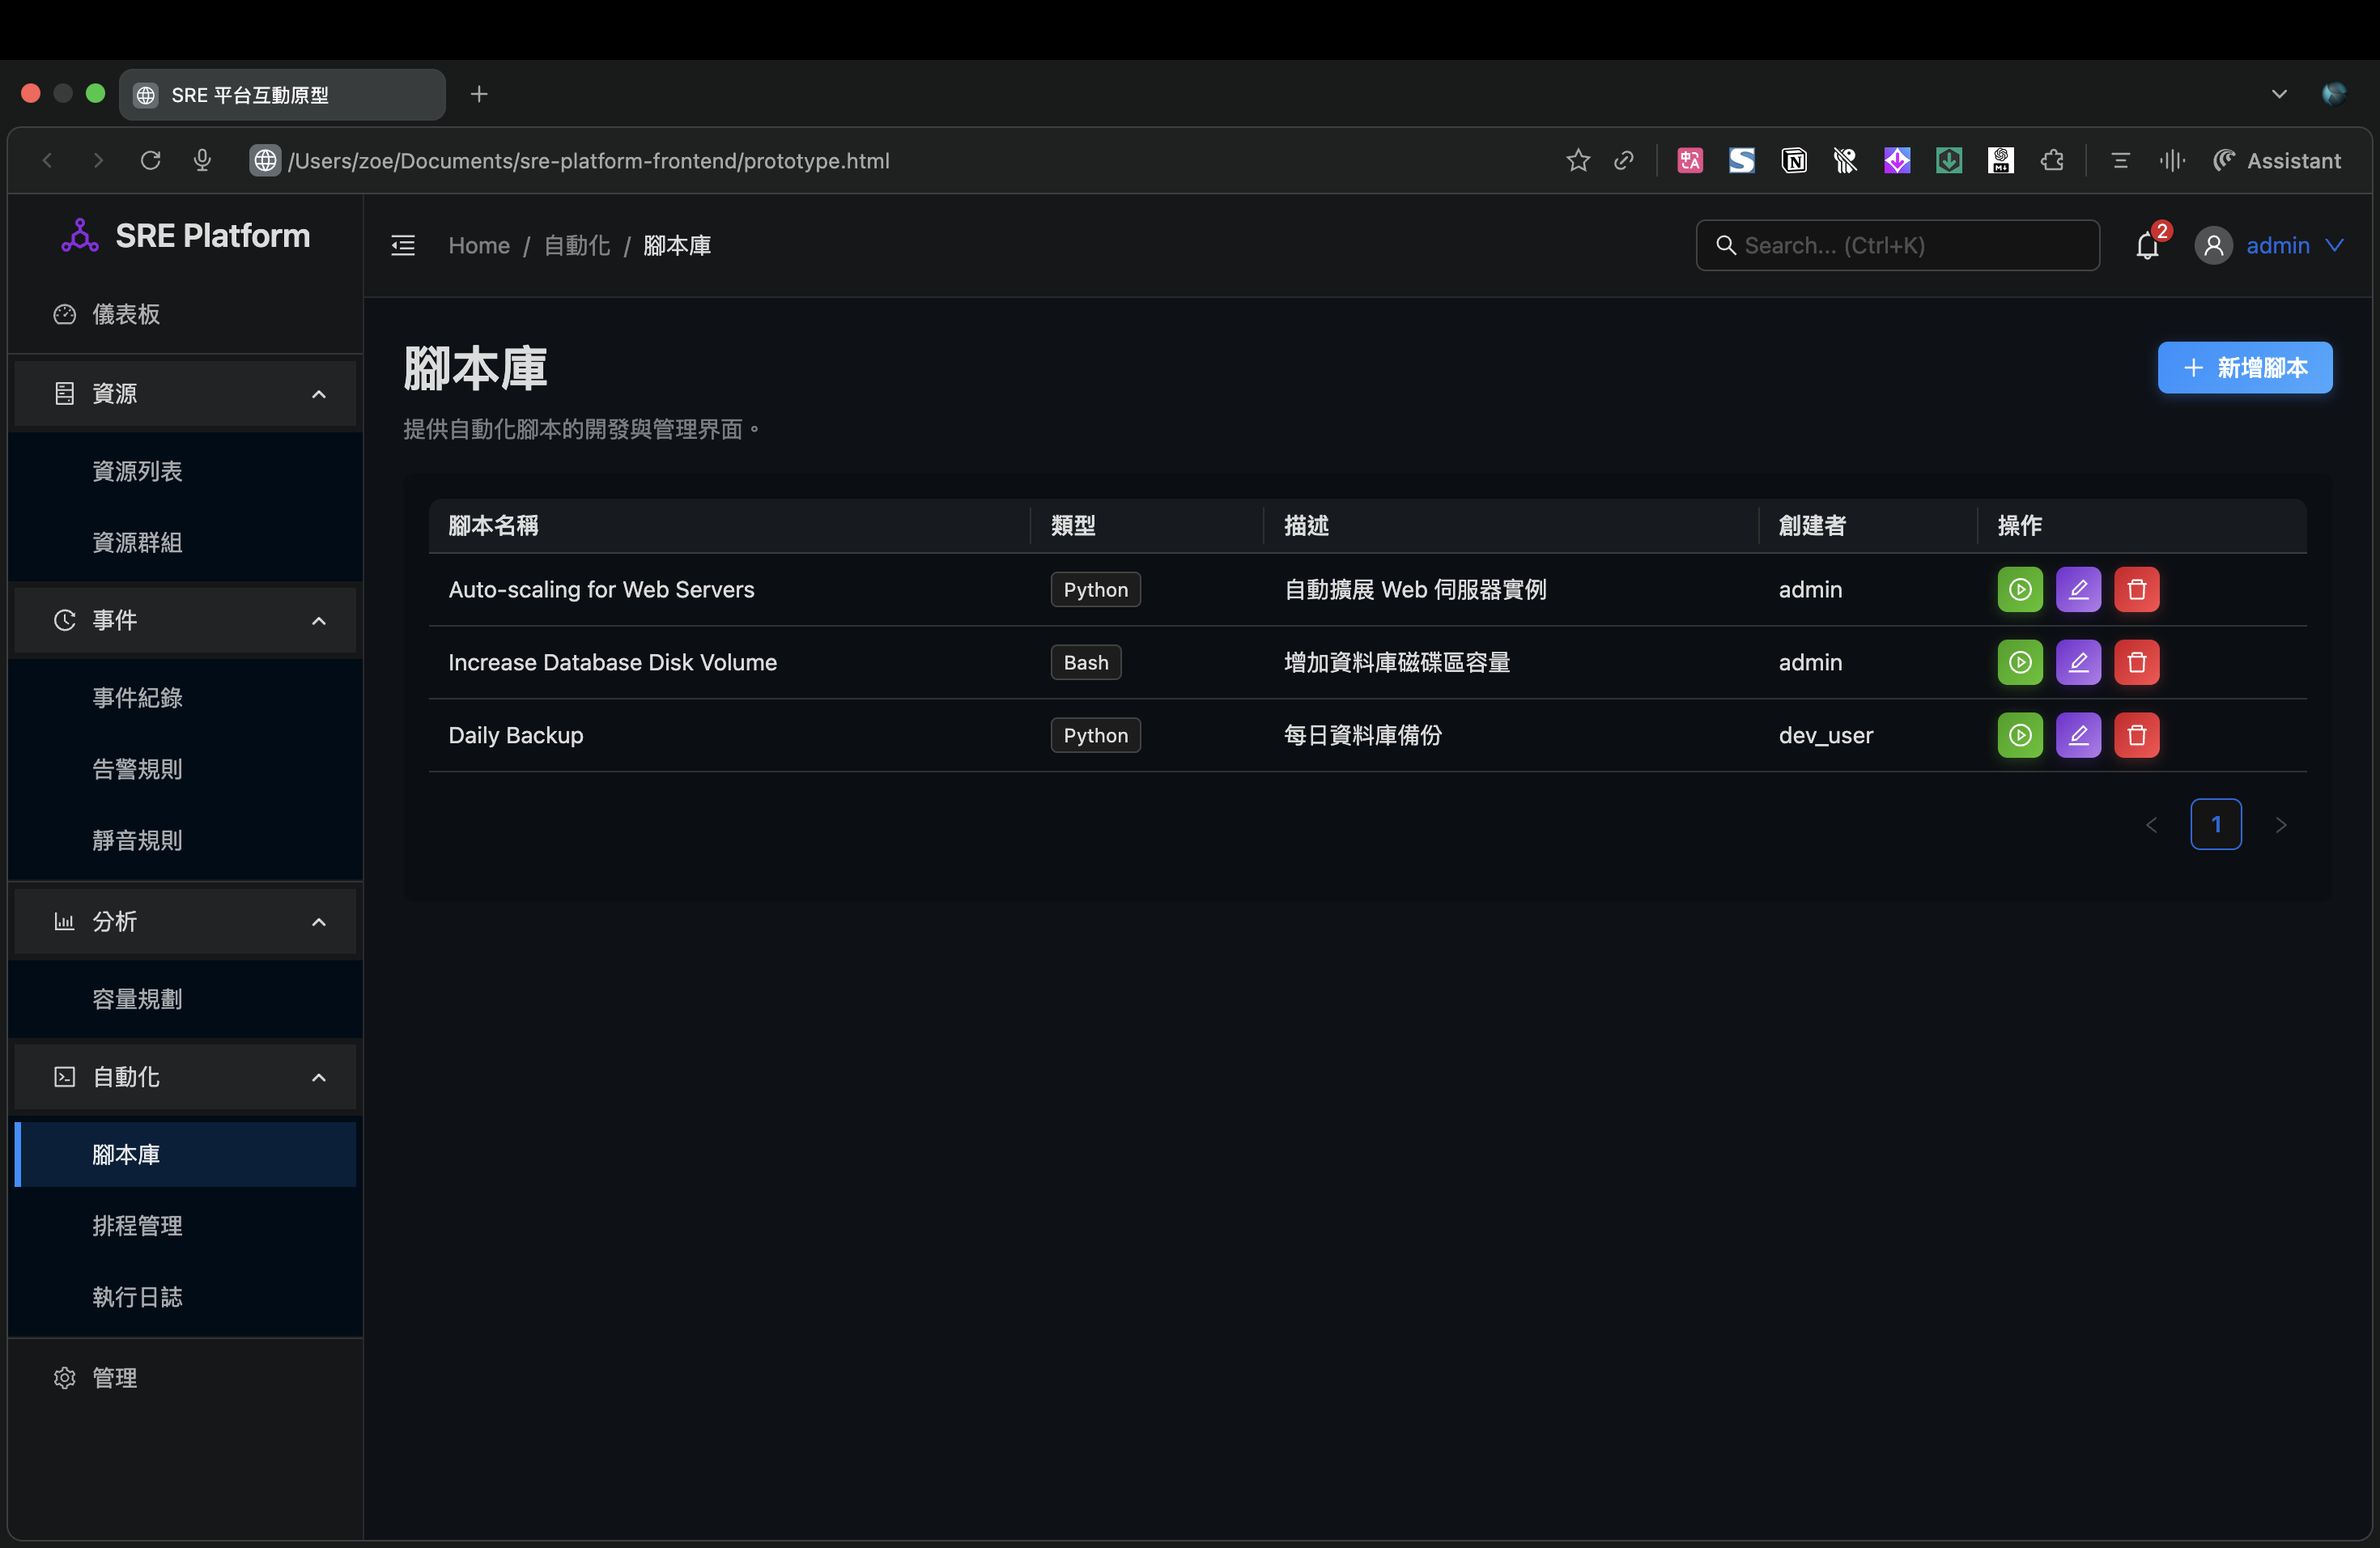 SRE 平台互動原型
/Users/zoe/Documents/sre-platform-frontend/prototype.html
Assistant
SRE Platform
儀表板
資源
資源列表
資源群組
事件
事件紀錄
告警規則
靜音規則
分析
容量規劃
自動化
腳本庫
排程管理
執行日誌
管理
Home / 自動化 / 腳本庫
Search... (Ctrl+K)
2
admin
腳本庫
新增腳本
提供自動化腳本的開發與管理界面。
腳本名稱 類型 描述 創建者 操作
Auto-scaling for Web Servers Python 自動擴展 Web 伺服器實例 admin
Increase Database Disk Volume Bash 增加資料庫磁碟區容量 admin
Daily Backup Python 每日資料庫備份 dev_user
1